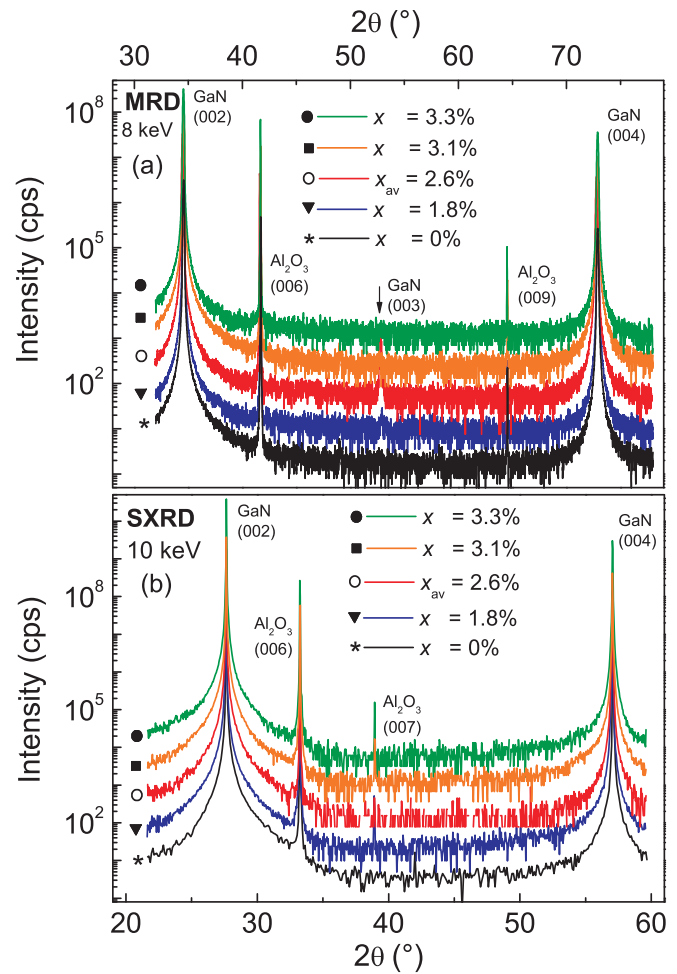 2θ (°)
30 40 50 60 70
MRD
8 keV
(a)
GaN
(002)
x = 3.3%
x = 3.1%
xav = 2.6%
x = 1.8%
* x = 0%
GaN
(004)
Al2O3
(006)
GaN
(003)
Al2O3
(009)
10^8
10^5
10^2
Intensity (cps)
*
SXRD
10 keV
(b)
GaN
(002)
x = 3.3%
x = 3.1%
xav = 2.6%
x = 1.8%
* x = 0%
GaN
(004)
Al2O3
(006)
Al2O3
(007)
10^8
10^5
10^2
Intensity (cps)
*
20 30 40 50 60
2θ (°)